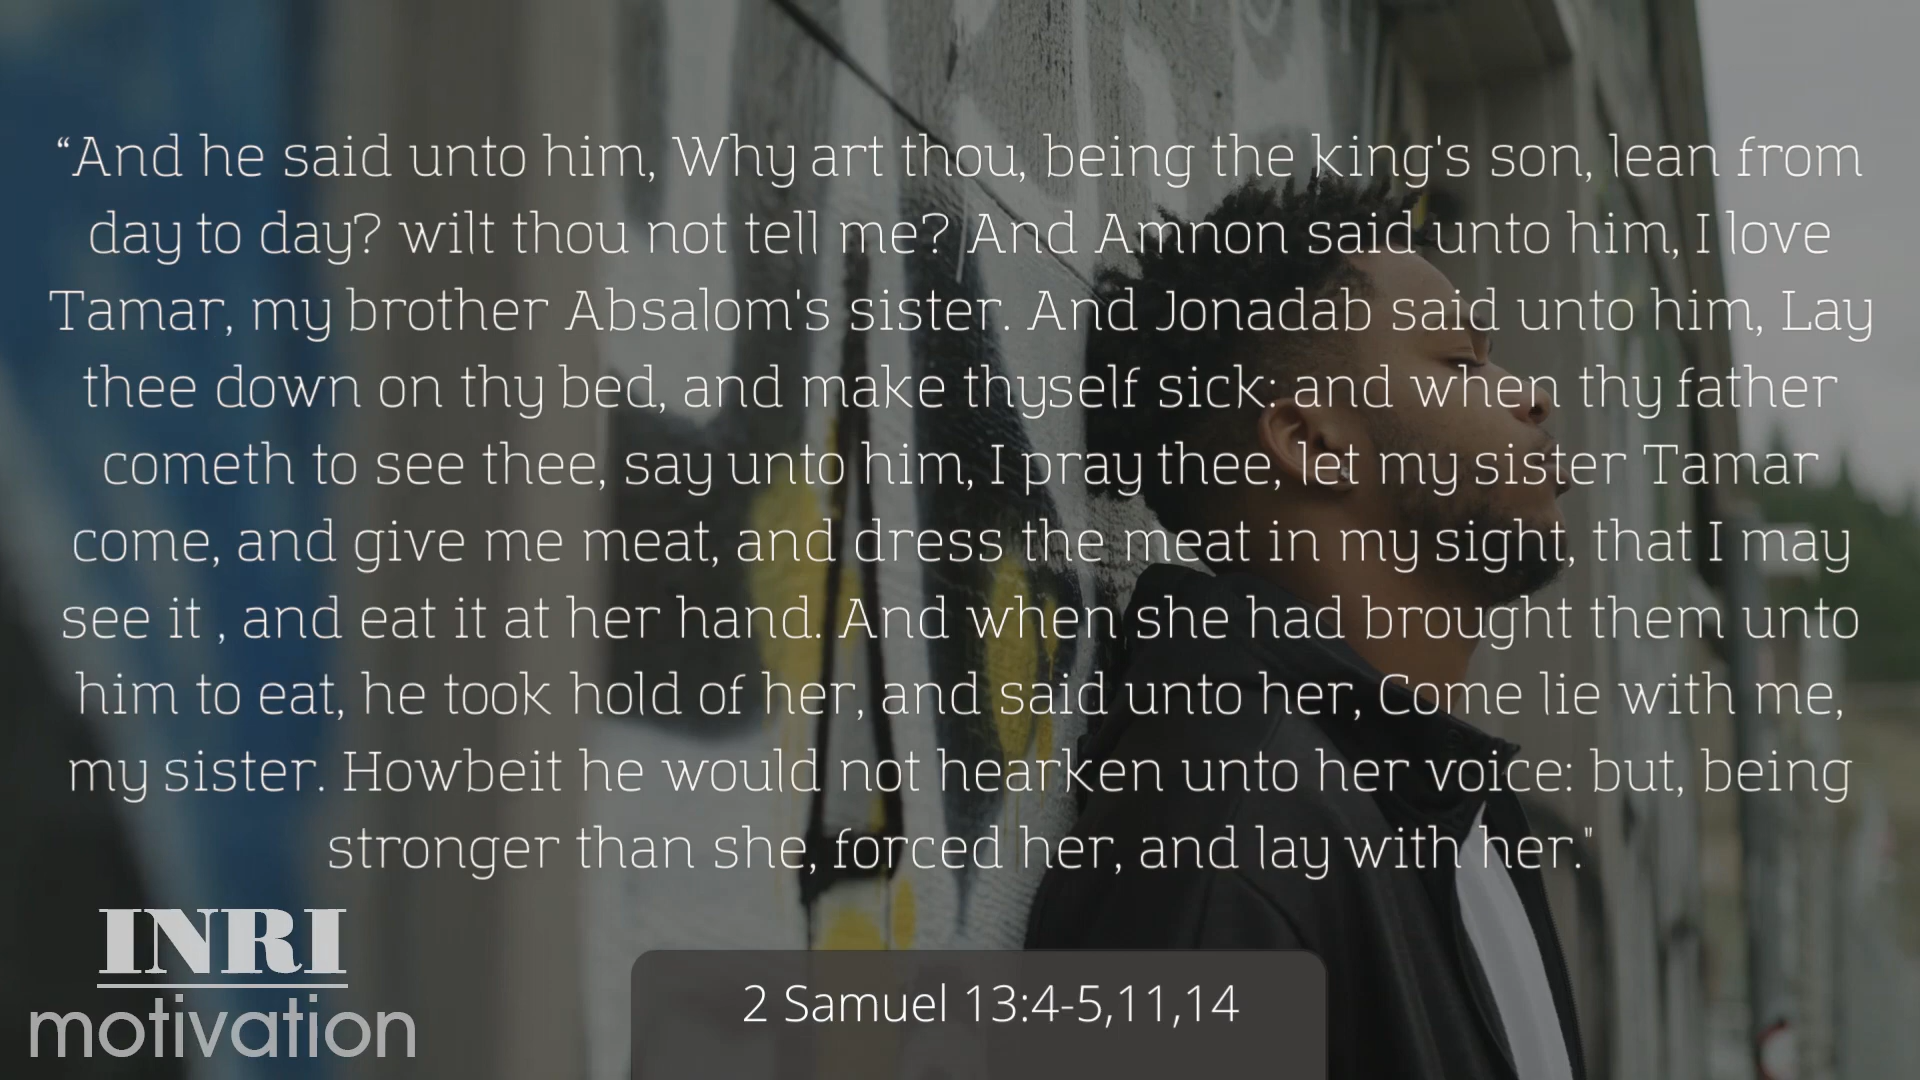 “And he said unto him, Why art thou, being the king's son, lean from
day to day? wilt thou not tell me? And Amnon said unto him, I love
Tamar, my brother Absalom's sister. And Jonadab said unto him, Lay
thee down on thy bed, and make thyself sick: and when thy father
cometh to see thee, say unto him, I pray thee, let my sister Tamar
come, and give me meat, and dress the meat in my sight, that I may
see it , and eat it at her hand. And when she had brought them unto
him to eat, he took hold of her, and said unto her, Come lie with me,
my sister. Howbeit he would not hearken unto her voice: but, being
stronger than she, forced her, and lay with her."
INRI
motivation
2 Samuel 13:4-5,11,14